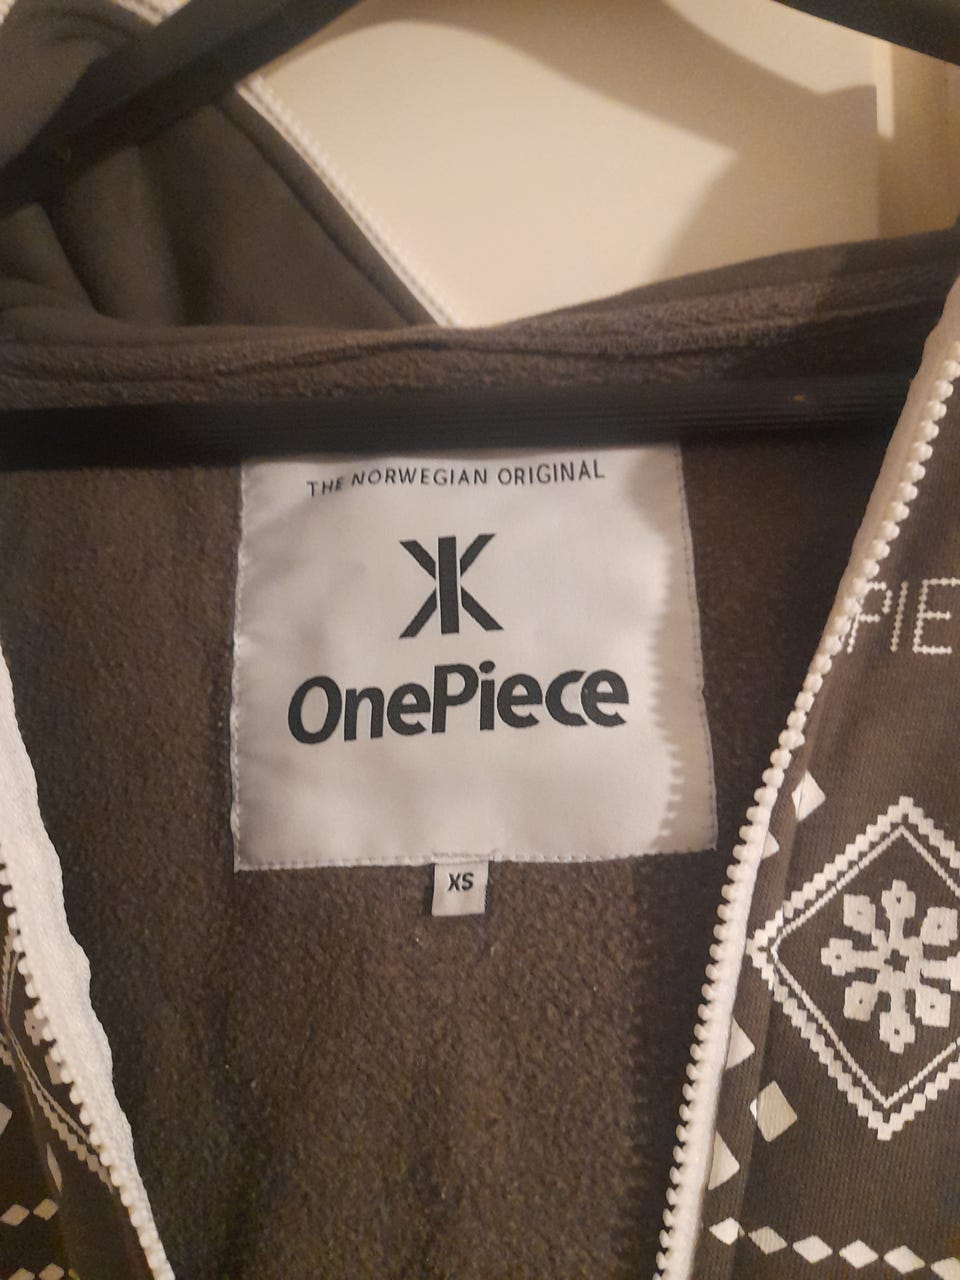 THE NORWEGIAN ORIGINAL
OnePiece
XS
PIE